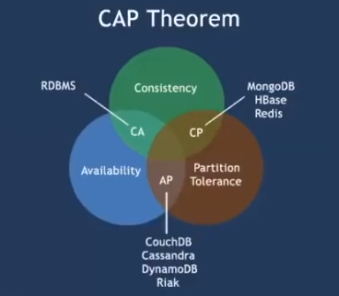 CAP Theorem
RDBMS
Consistency
MongoDB
HBase
Redis
CA
CP
Availability
Partition
Tolerance
AP
CouchDB
Cassandra
DynamoDB
Riak